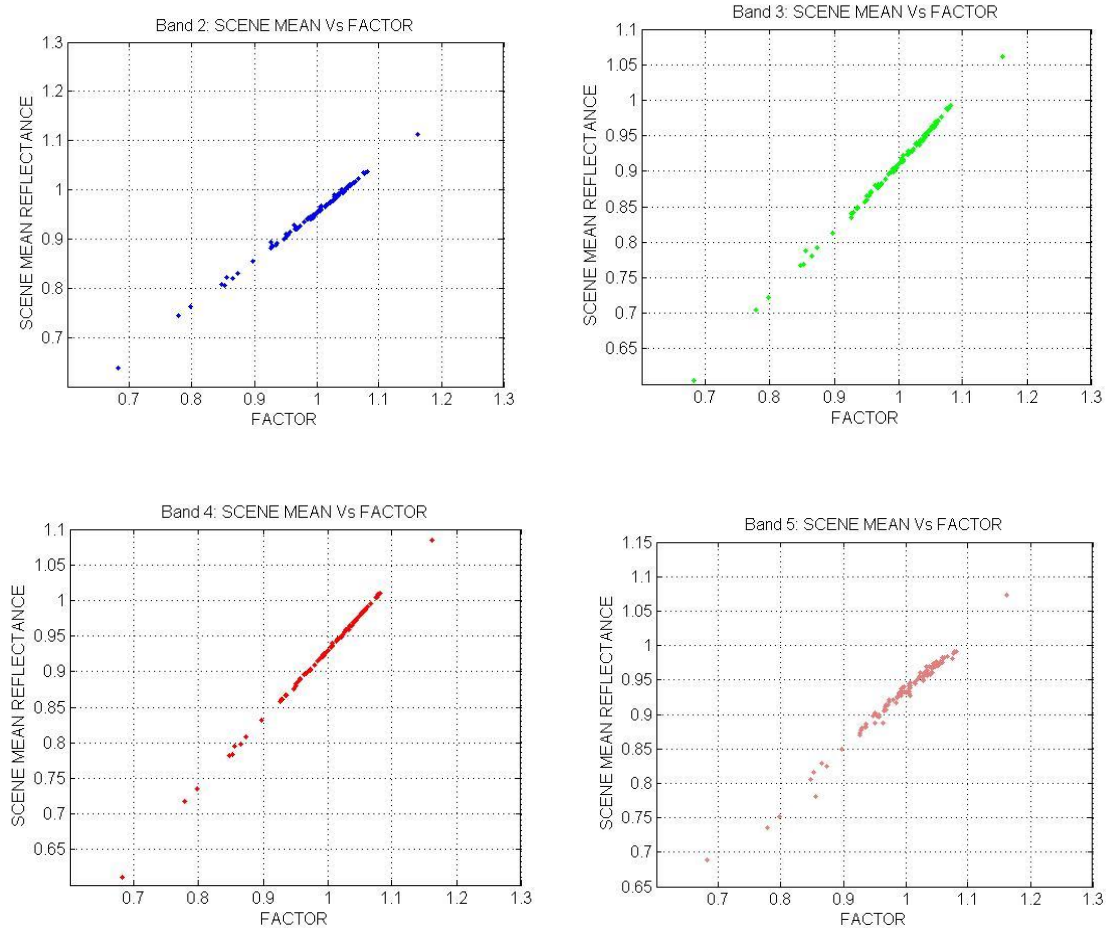 Band 2: SCENE MEAN Vs FACTOR
SCENE MEAN REFLECTANCE
1.3
1.2
1.1
1
0.9
0.8
0.7
0.7 0.8 0.9 1 1.1 1.2 1.3
FACTOR
Band 3: SCENE MEAN Vs FACTOR
SCENE MEAN REFLECTANCE
1.1
1.05
1
0.95
0.9
0.85
0.8
0.75
0.7
0.65
0.7 0.8 0.9 1 1.1 1.2 1.3
FACTOR
Band 4: SCENE MEAN Vs FACTOR
SCENE MEAN REFLECTANCE
1.1
1.05
1
0.95
0.9
0.85
0.8
0.75
0.7
0.65
0.7 0.8 0.9 1 1.1 1.2 1.3
FACTOR
Band 5: SCENE MEAN Vs FACTOR
SCENE MEAN REFLECTANCE
1.15
1.1
1.05
1
0.95
0.9
0.85
0.8
0.75
0.7
0.65
0.7 0.8 0.9 1 1.1 1.2 1.3
FACTOR